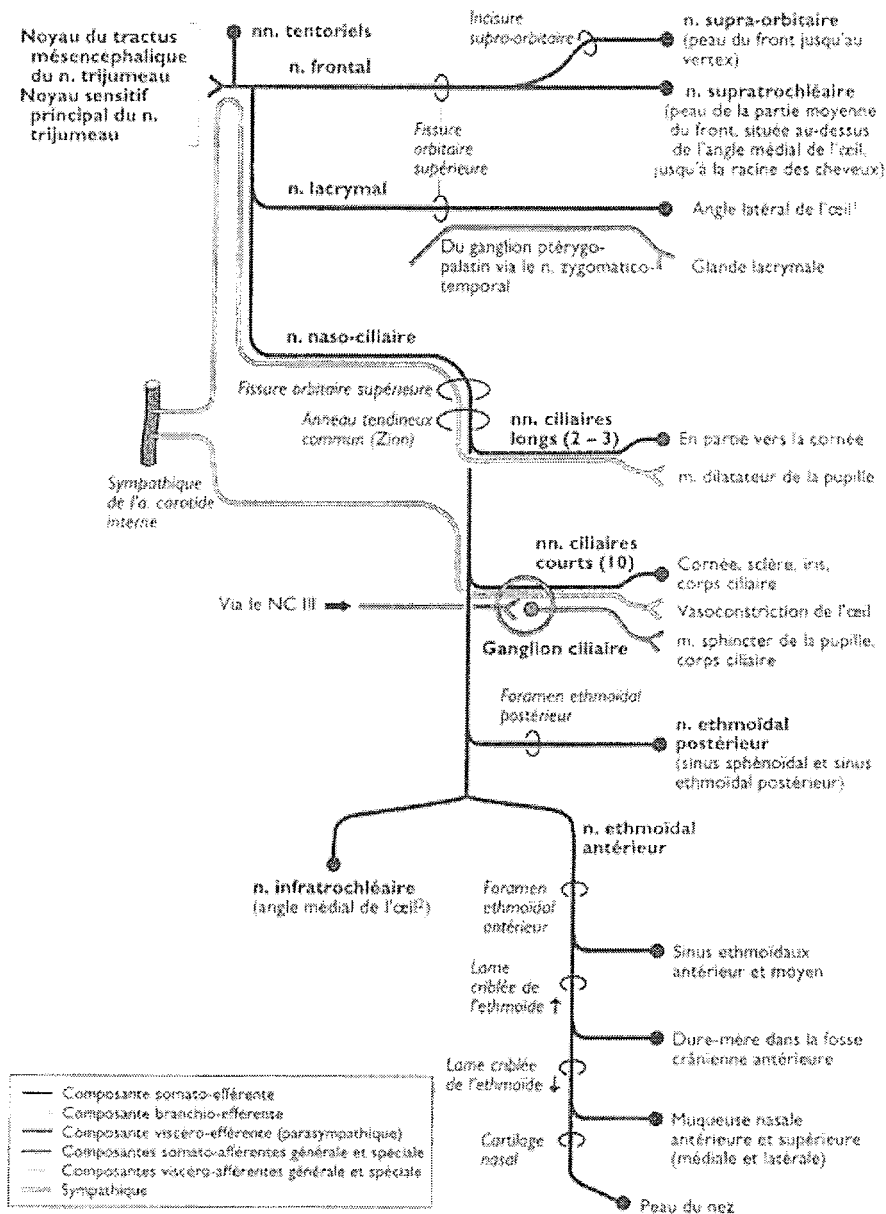 Noyau du tractus
mésencéphalique
du n. trijumeau
Noyau sensitif
principal du n.
trijumeau
nn. tentoriels
n. frontal
Incisure
supra-orbitaire
n. supra-orbitaire
(peau du front jusqu'au
vertex)
n. supratrochléaire
(peau de la partie moyenne
du front, située au-dessus
de l'angle médial de l'œil,
jusqu'à la racine des cheveux)
Fissure
orbitaire
supérieure
n. lacrymal
Angle latéral de l'œil¹
Du ganglion ptérygo-
palatin via le n. zygomatico-
temporal
Glande lacrymale
n. naso-ciliaire
Fissure orbitaire supérieure
Anneau tendineux
commun (Zinn)
nn. ciliaires
longs (2 – 3)
En partie vers la cornée
m. dilatateur de la pupille
Sympathique
de l'a. carotide
interne
nn. ciliaires
courts (10)
Cornée, sclère, iris,
corps ciliaire
Via le NC III
Vasoconstriction de l'œil
Ganglion ciliaire
m. sphincter de la pupille,
corps ciliaire
Foramen ethmoïdal
postérieur
n. ethmoïdal
postérieur
(sinus sphénoïdal et sinus
ethmoïdal postérieur)
n. ethmoïdal
antérieur
n. infratrochléaire
(angle médial de l'œil²)
Foramen
ethmoïdal
antérieur
Sinus ethmoïdaux
antérieur et moyen
Lame
criblée de
l'ethmoïde ↑
Dure-mère dans la fosse
crânienne antérieure
Lame criblée
de l'ethmoïde ↓
Muqueuse nasale
antérieure et supérieure
(médiale et latérale)
Cartilage
nasal
Peau du nez
Composante somato-efférente
Composante branchio-efférente
Composante viscéro-efférente (parasympathique)
Composantes somato-afférentes générale et spéciale
Composantes viscéro-afférentes générale et spéciale
Sympathique